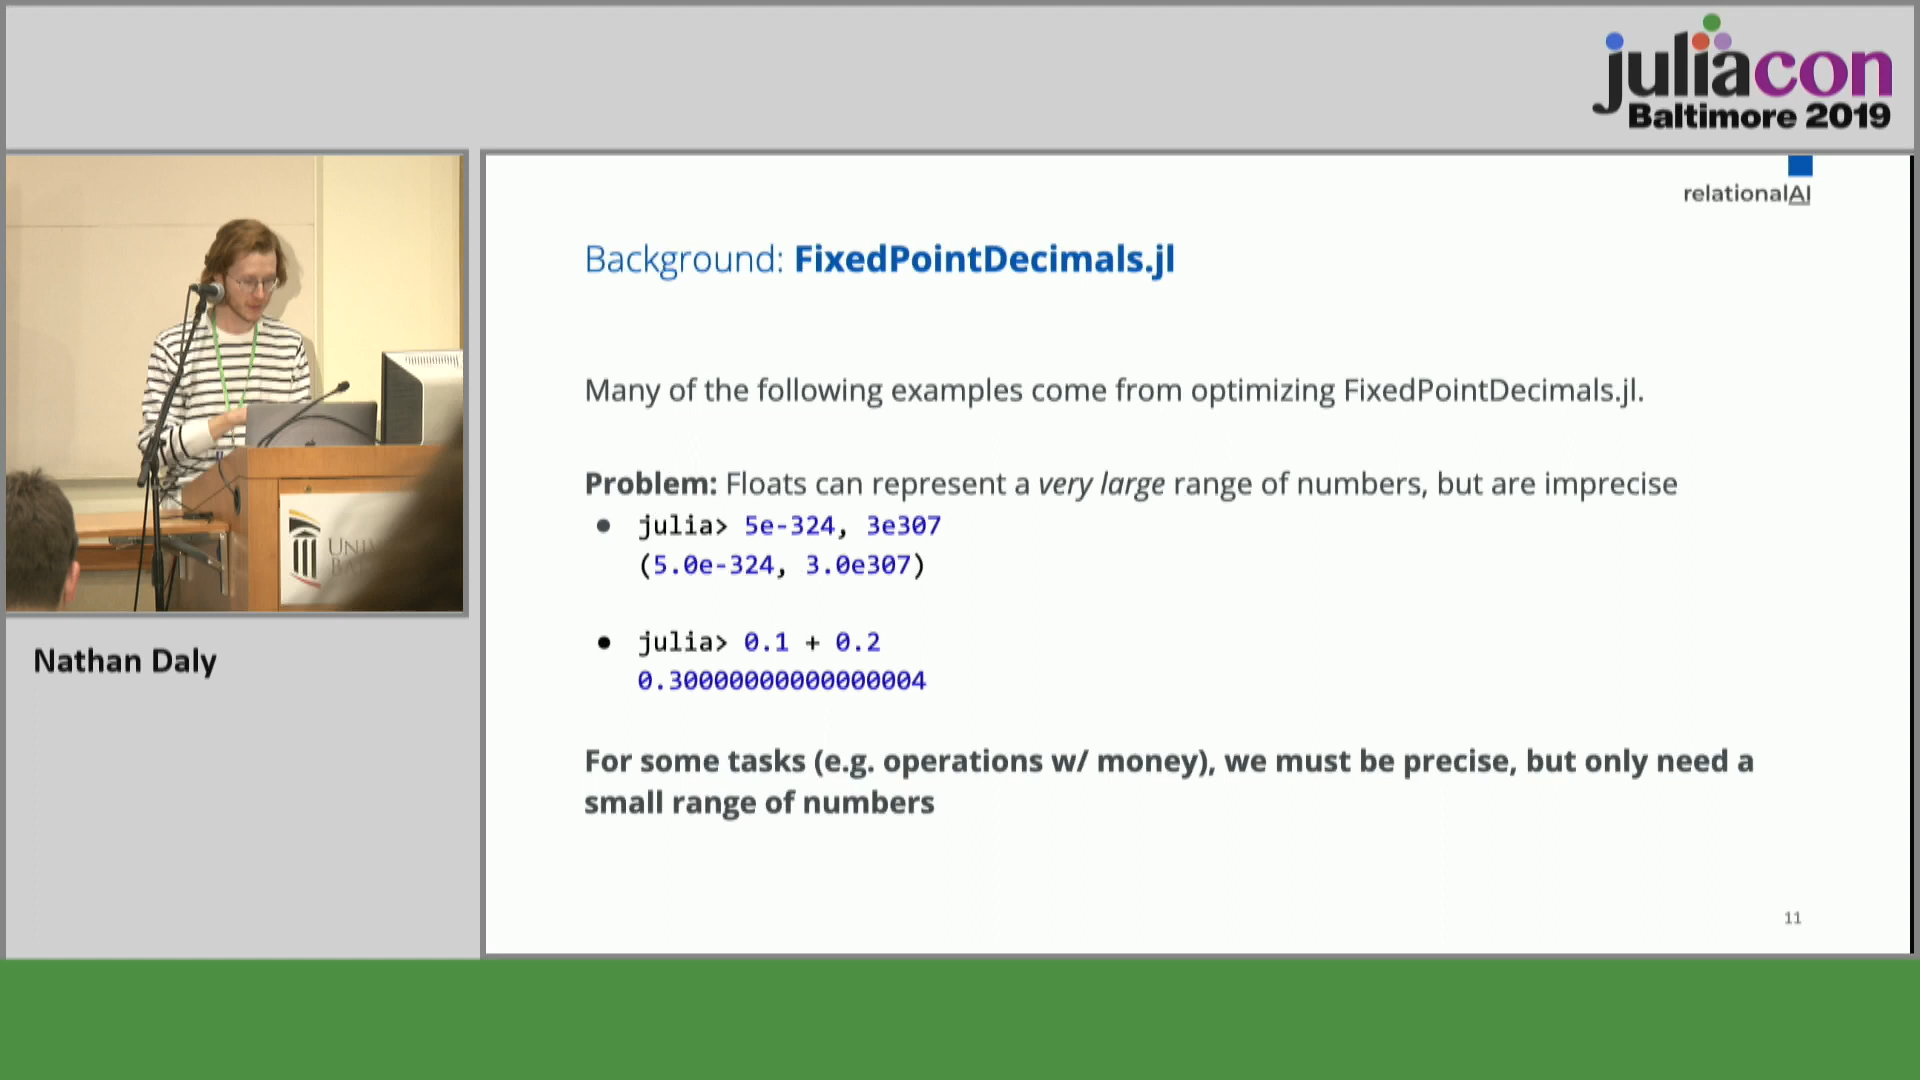 juliacon
Baltimore 2019
relationalAI
Background: FixedPointDecimals.jl
Many of the following examples come from optimizing FixedPointDecimals.jl.
Problem: Floats can represent a very large range of numbers, but are imprecise
● julia> 5e-324, 3e307
(5.0e-324, 3.0e307)
● julia> 0.1 + 0.2
0.30000000000000004
For some tasks (e.g. operations w/ money), we must be precise, but only need a
small range of numbers
11
Nathan Daly